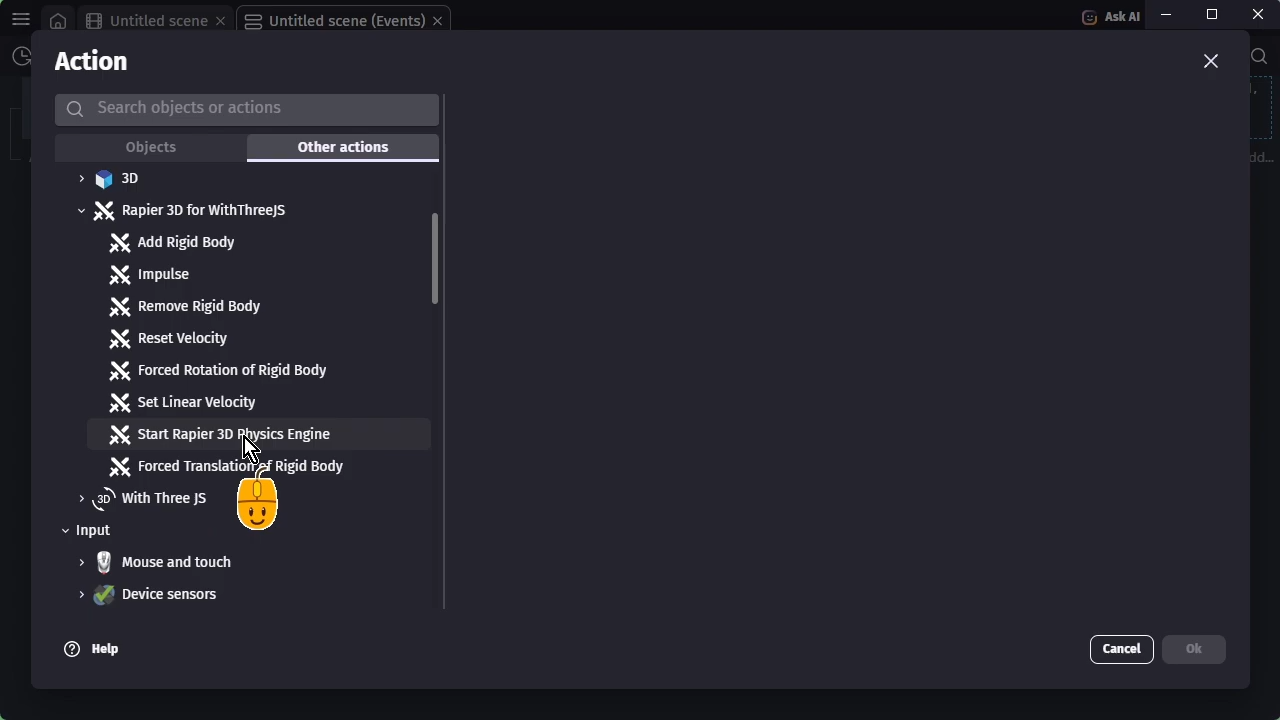 Untitled scene
Untitled scene (Events)
Ask AI
Action
Search objects or actions
Objects
Other actions
3D
Rapier 3D for WithThreeJS
Add Rigid Body
Impulse
Remove Rigid Body
Reset Velocity
Forced Rotation of Rigid Body
Set Linear Velocity
Start Rapier 3D Physics Engine
Forced Translation of Rigid Body
3D With Three JS
Input
Mouse and touch
Device sensors
dd...
Help
Cancel
Ok